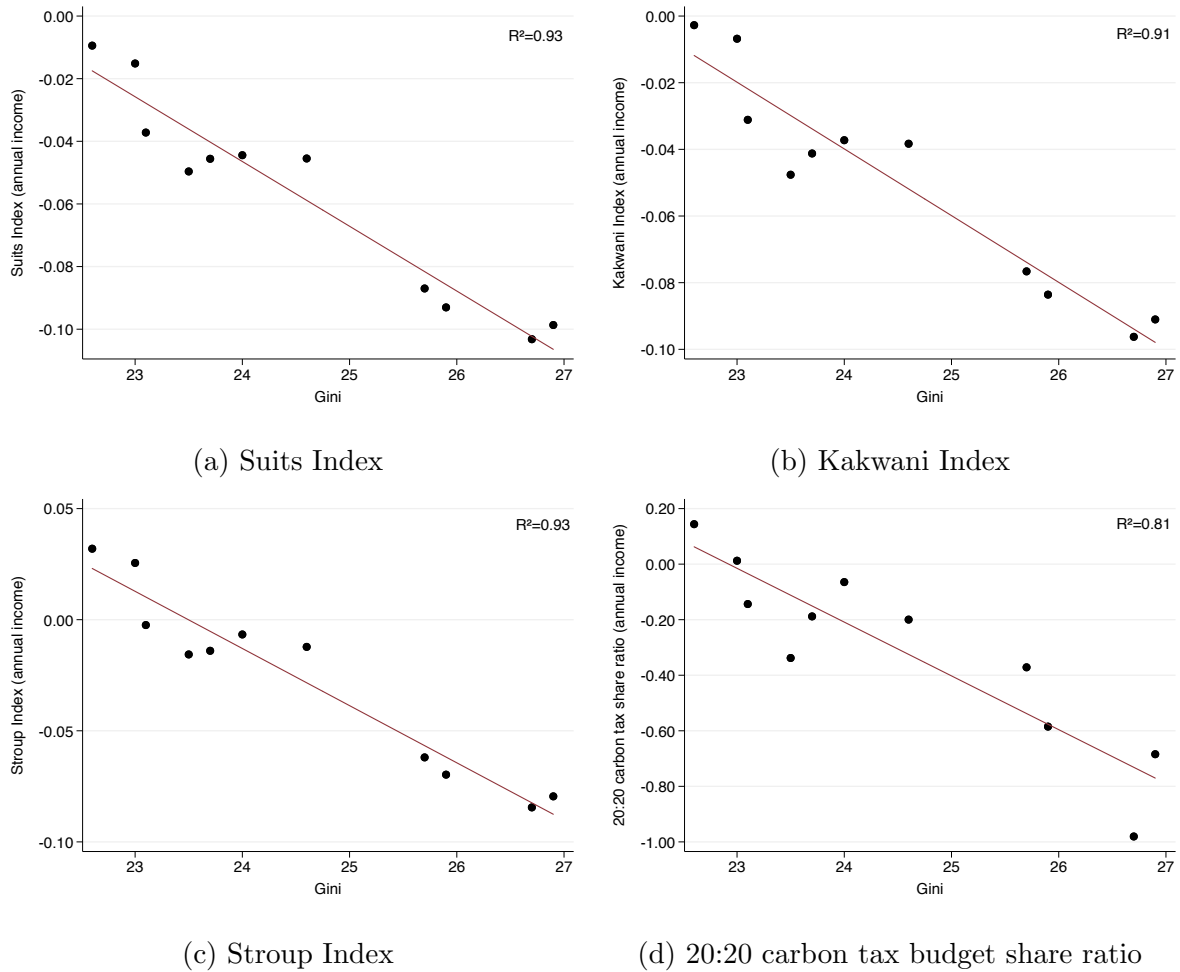 0.00
-0.02
-0.04
-0.06
-0.08
-0.10
Suits Index (annual income)
R²=0.93
23 24 25 26 27
Gini
(a) Suits Index
0.00
-0.02
-0.04
-0.06
-0.08
-0.10
Kakwani Index (annual income)
R²=0.91
23 24 25 26 27
Gini
(b) Kakwani Index
0.05
0.00
-0.05
-0.10
Stroup Index (annual income)
R²=0.93
23 24 25 26 27
Gini
(c) Stroup Index
0.20
0.00
-0.20
-0.40
-0.60
-0.80
-1.00
20:20 carbon tax share ratio (annual income)
R²=0.81
23 24 25 26 27
Gini
(d) 20:20 carbon tax budget share ratio